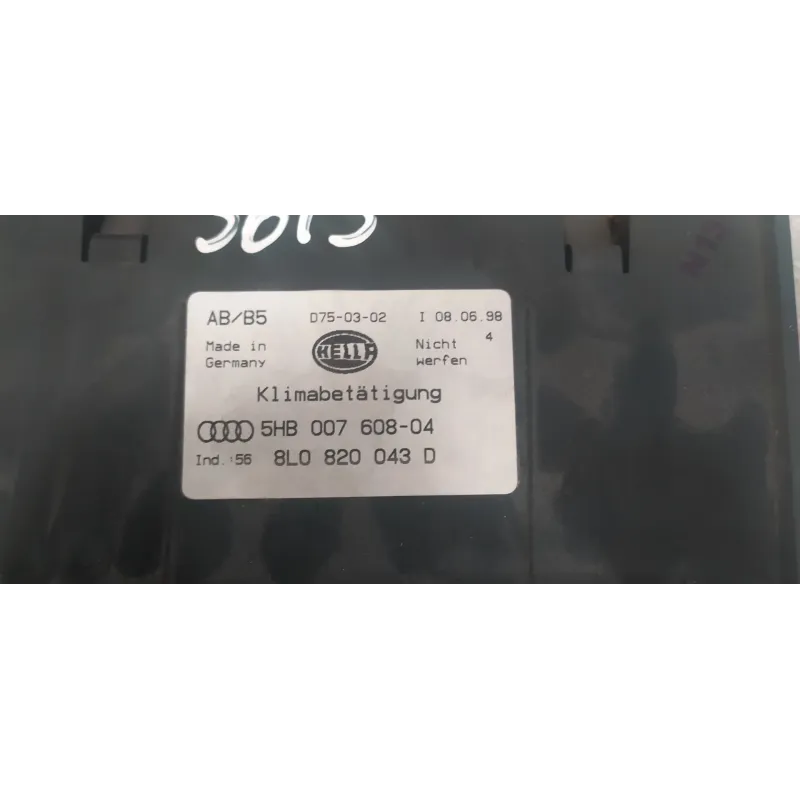 AB/B5 D75-03-02 I 08.06.98
Made in Germany HELLA Nicht werfen 4
Klimabetätigung
5HB 007 608-04
Ind.:56 8L0 820 043 D